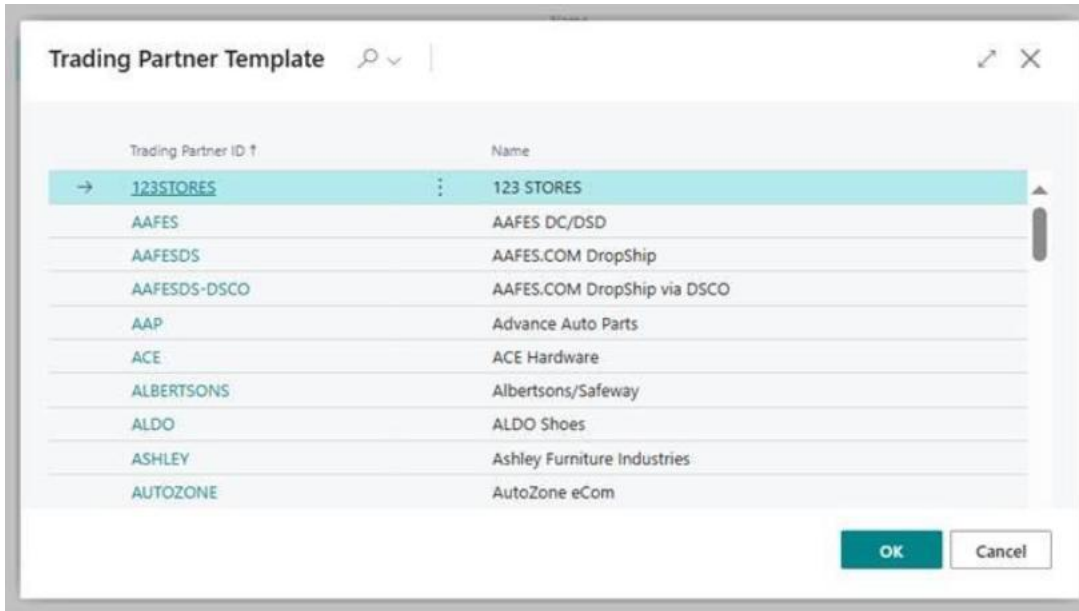 Name
Trading Partner Template
Trading Partner ID ↑ Name
→ 123STORES ⋮ 123 STORES
AAFES AAFES DC/DSD
AAFESDS AAFES.COM DropShip
AAFESDS-DSCO AAFES.COM DropShip via DSCO
AAP Advance Auto Parts
ACE ACE Hardware
ALBERTSONS Albertsons/Safeway
ALDO ALDO Shoes
ASHLEY Ashley Furniture Industries
AUTOZONE AutoZone eCom
OK Cancel